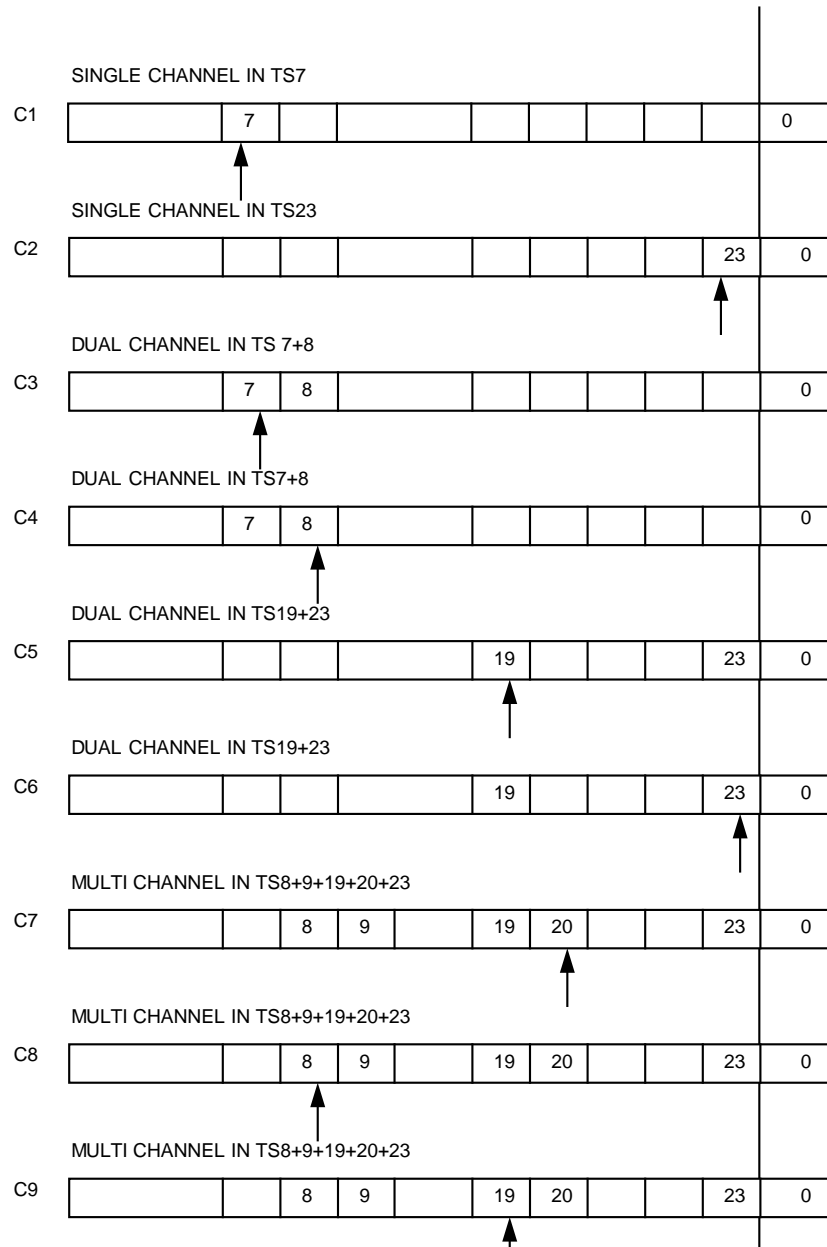 SINGLE CHANNEL IN TS7
C1 7 0
SINGLE CHANNEL IN TS23
C2 23 0
DUAL CHANNEL IN TS 7+8
C3 7 8 0
DUAL CHANNEL IN TS7+8
C4 7 8 0
DUAL CHANNEL IN TS19+23
C5 19 23 0
DUAL CHANNEL IN TS19+23
C6 19 23 0
MULTI CHANNEL IN TS8+9+19+20+23
C7 8 9 19 20 23 0
MULTI CHANNEL IN TS8+9+19+20+23
C8 8 9 19 20 23 0
MULTI CHANNEL IN TS8+9+19+20+23
C9 8 9 19 20 23 0